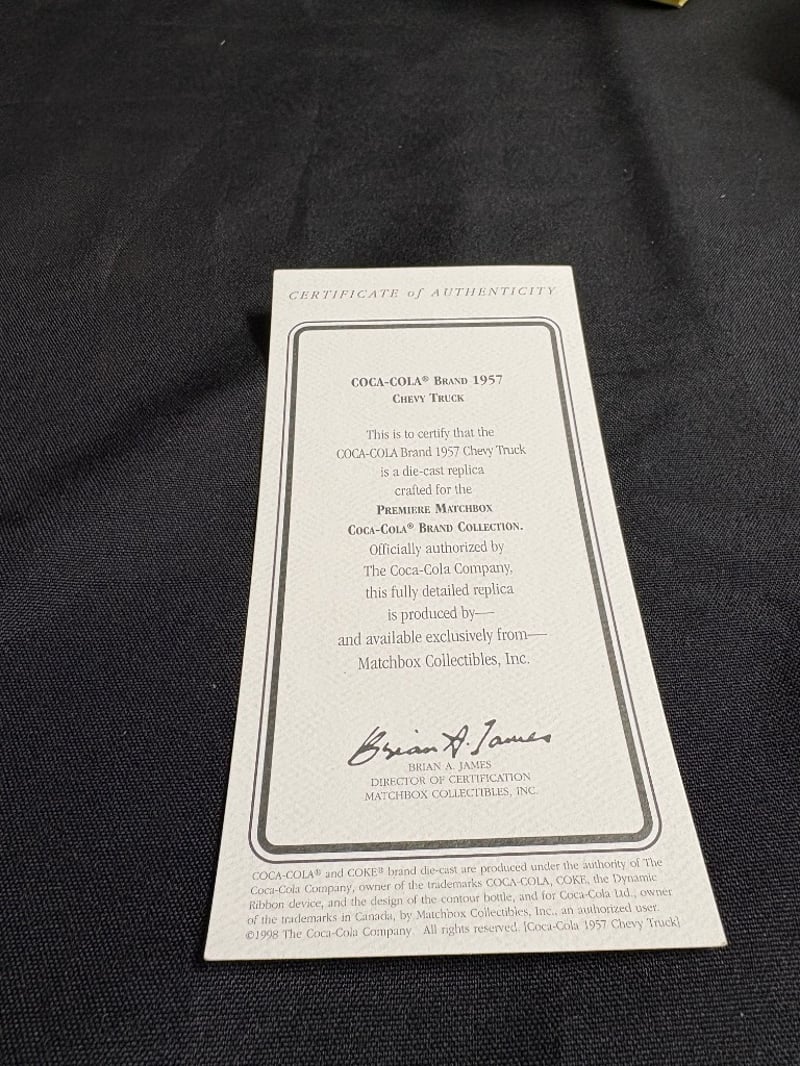 CERTIFICATE of AUTHENTICITY
COCA-COLA® BRAND 1957
CHEVY TRUCK
This is to certify that the
COCA-COLA Brand 1957 Chevy Truck
is a die-cast replica
crafted for the
PREMIERE MATCHBOX
COCA-COLA® BRAND COLLECTION.
Officially authorized by
The Coca-Cola Company,
this fully detailed replica
is produced by—
and available exclusively from—
Matchbox Collectibles, Inc.
Brian A. James
BRIAN A. JAMES
DIRECTOR OF CERTIFICATION
MATCHBOX COLLECTIBLES, INC.
COCA-COLA® and COKE® brand die-cast are produced under the authority of The
Coca-Cola Company, owner of the trademarks COCA-COLA, COKE, the Dynamic
Ribbon device, and the design of the contour bottle, and for Coca-Cola Ltd., owner
of the trademarks in Canada, by Matchbox Collectibles, Inc., an authorized user.
©1998 The Coca-Cola Company. All rights reserved. [Coca-Cola 1957 Chevy Truck]